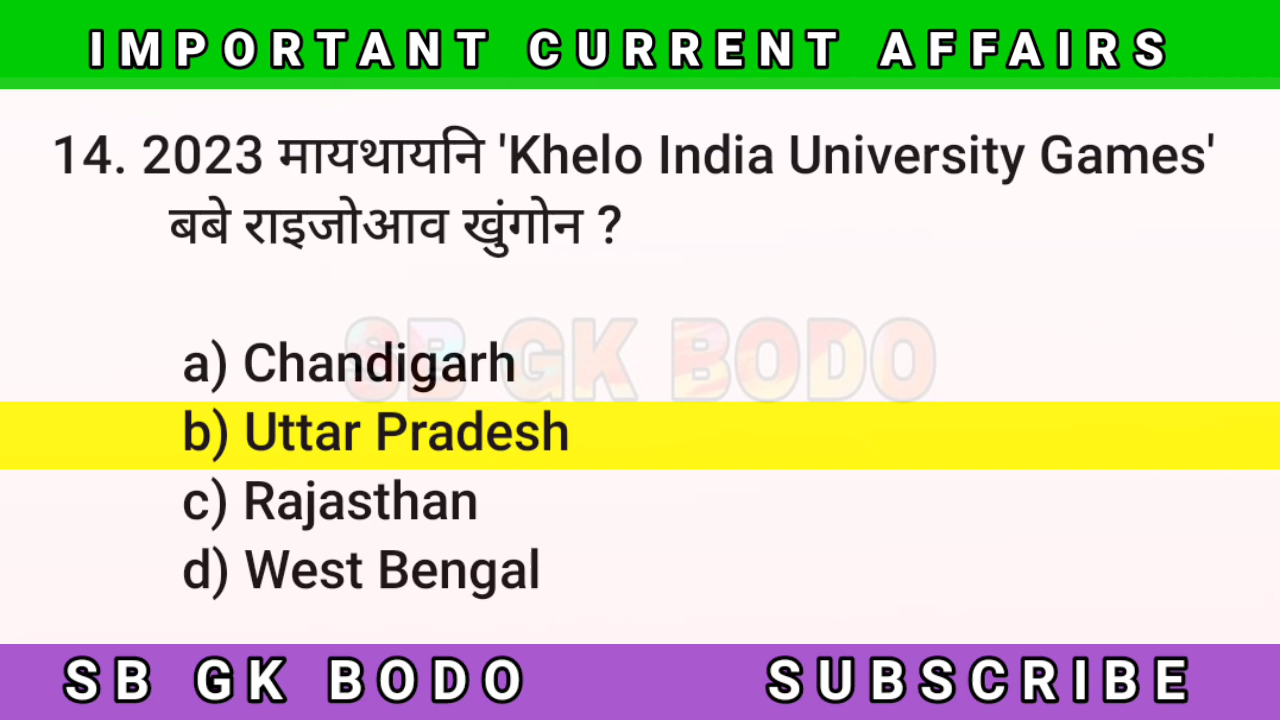 IMPORTANT CURRENT AFFAIRS
14. 2023 मायथायनि 'Khelo India University Games'
बबे राइजोआव खुंगोन ?
SB GK BODO
a) Chandigarh
b) Uttar Pradesh
c) Rajasthan
d) West Bengal
SB GK BODO SUBSCRIBE